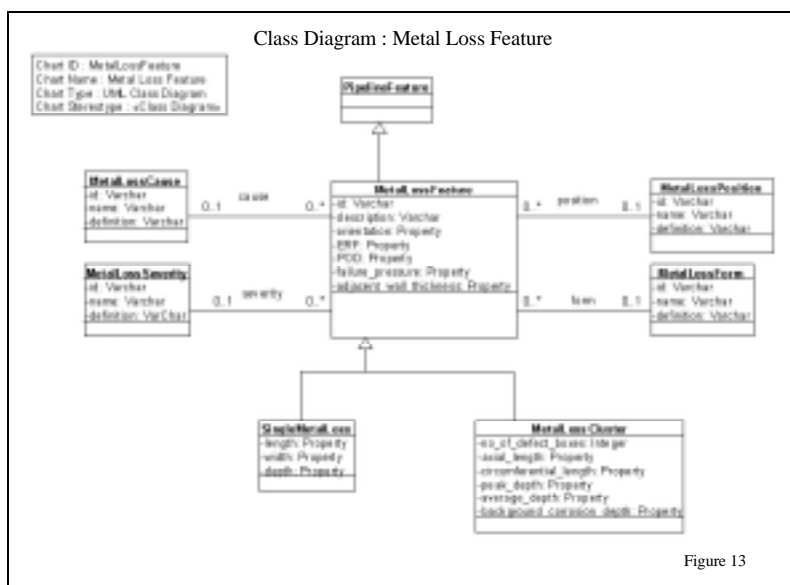 Class Diagram : Metal Loss Feature
Chart ID : MetalLossFeature
Chart Name : Metal Loss Feature
Chart Type : UML Class Diagram
Chart Stereotype : «Class Diagram»
PipelineFeature
MetalLossCause
-id: Varchar
-name: Varchar
-definition: Varchar
0..1 cause 0..*
MetalLossFeature
-id: Varchar
-description: Varchar
-orientation: Property
-ERF: Property
-POD: Property
-failure_pressure: Property
-adjacent_wall_thickness: Property
0..* position 0..1
MetalLossPosition
-id: Varchar
-name: Varchar
-definition: Varchar
MetalLossSeverity
-id: Varchar
-name: Varchar
-definition: VarChar
0..1 severity 0..*
0..* form 0..1
MetalLossForm
-id: Varchar
-name: Varchar
-definition: Varchar
SingleMetalLoss
-length: Property
-width: Property
-depth: Property
MetalLossCluster
-no_of_defect_boxes: Integer
-axial_length: Property
-circumferential_length: Property
-peak_depth: Property
-average_depth: Property
-background_corrosion_depth: Property
Figure 13